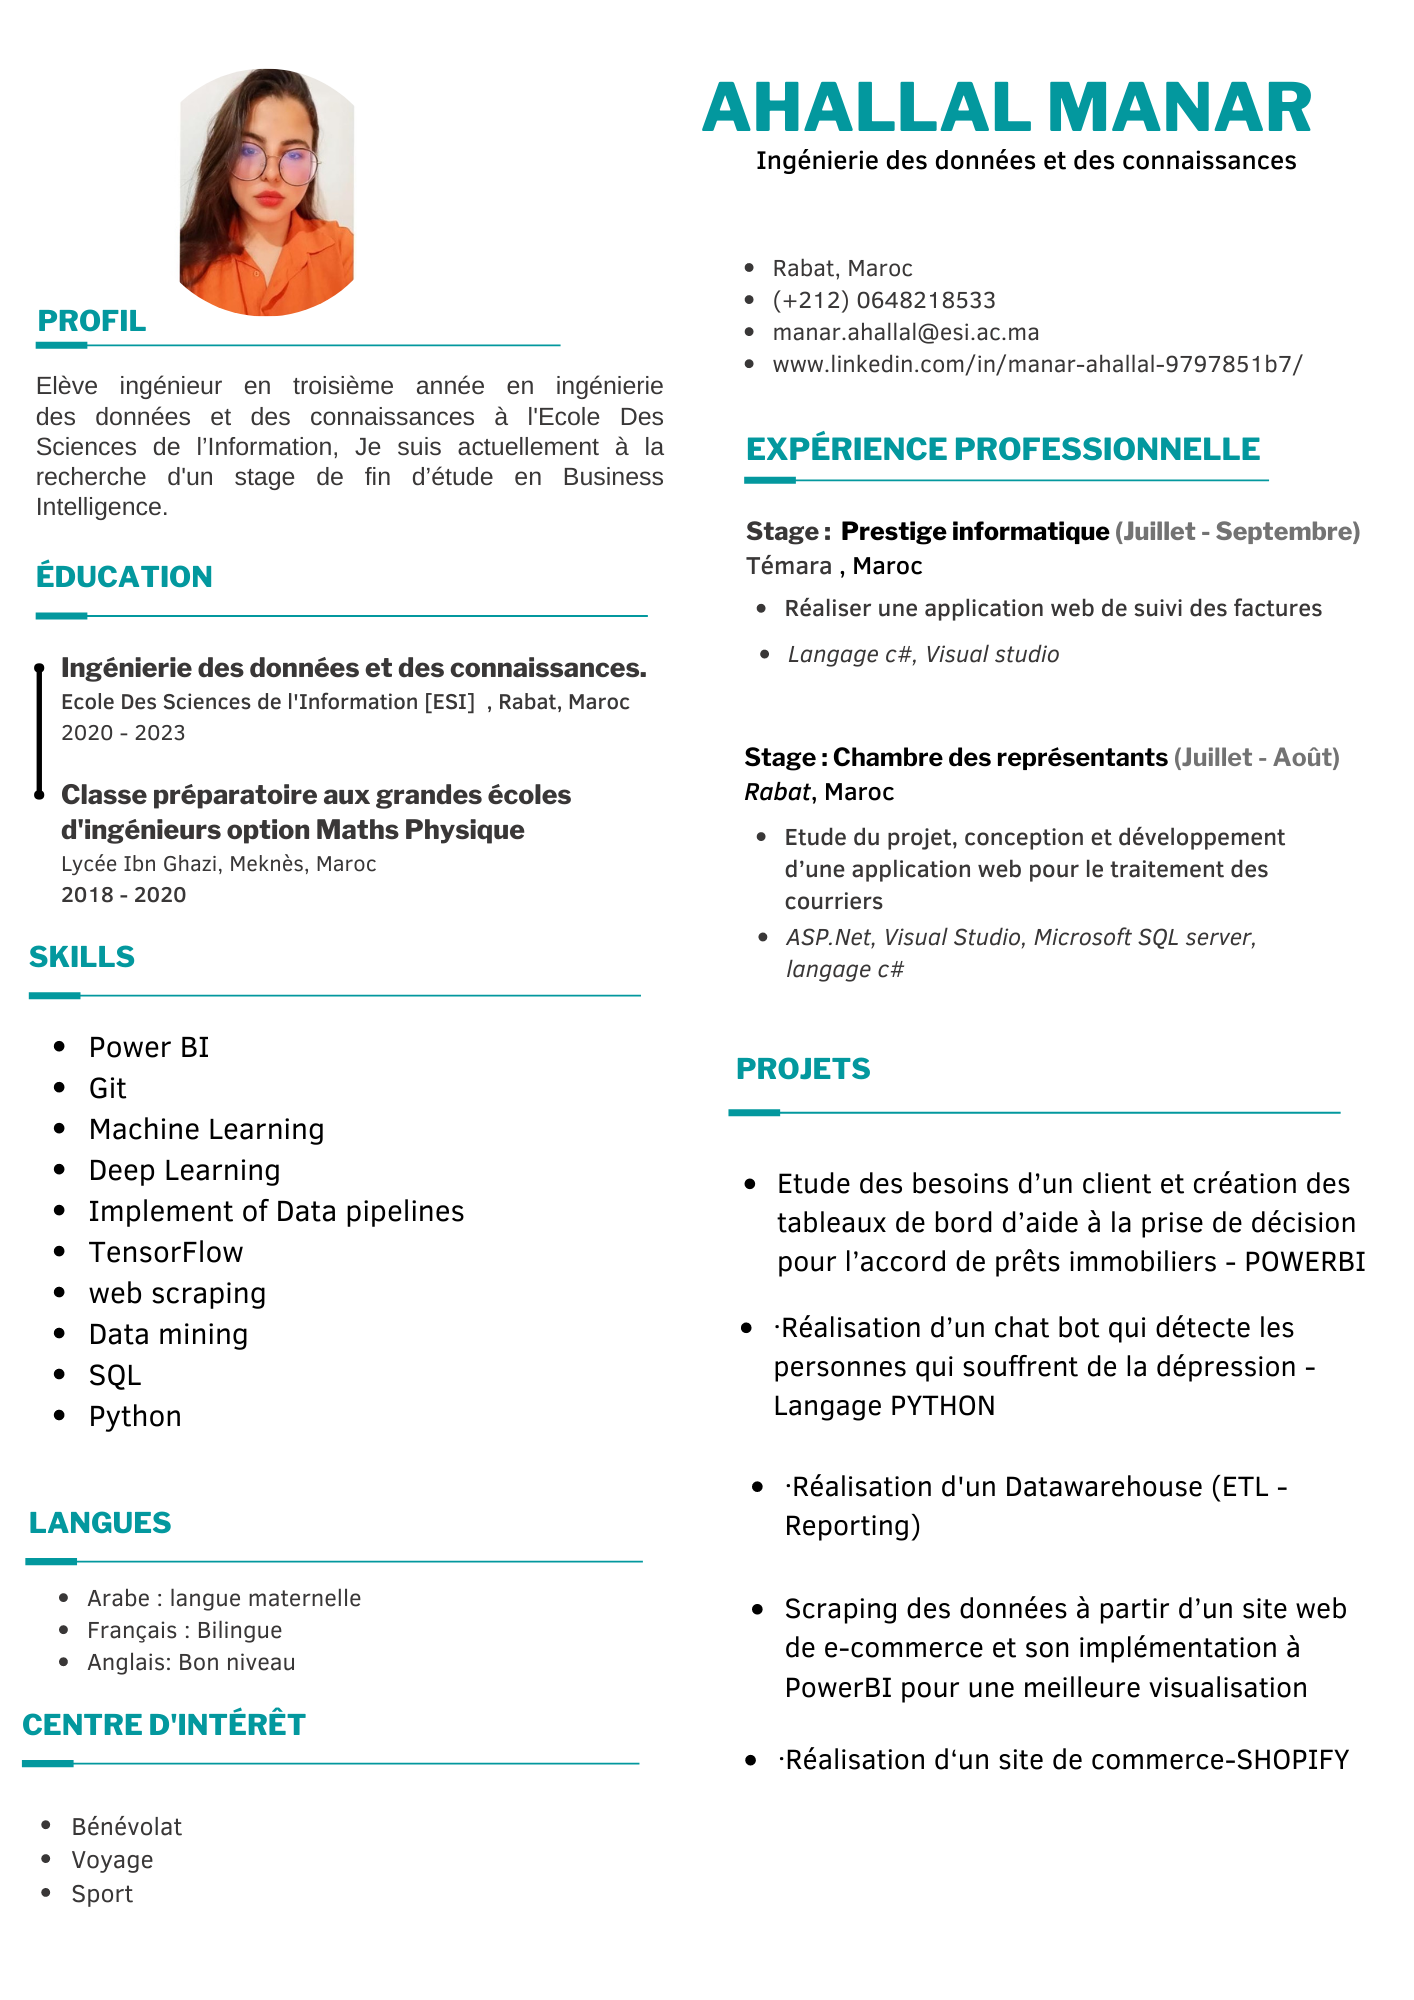 AHALLAL MANAR
Ingénierie des données et des connaissances
PROFIL
Elève ingénieur en troisième année en ingénierie
des données et des connaissances à l'Ecole Des
Sciences de l’Information, Je suis actuellement à la
recherche d'un stage de fin d’étude en Business
Intelligence.
ÉDUCATION
Ingénierie des données et des connaissances.
Ecole Des Sciences de l'Information [ESI] , Rabat, Maroc
2020 - 2023
Classe préparatoire aux grandes écoles
d'ingénieurs option Maths Physique
Lycée Ibn Ghazi, Meknès, Maroc
2018 - 2020
SKILLS
• Power BI
• Git
• Machine Learning
• Deep Learning
• Implement of Data pipelines
• TensorFlow
• web scraping
• Data mining
• SQL
• Python
LANGUES
• Arabe : langue maternelle
• Français : Bilingue
• Anglais: Bon niveau
CENTRE D'INTÉRÊT
• Bénévolat
• Voyage
• Sport
• Rabat, Maroc
• (+212) 0648218533
• manar.ahallal@esi.ac.ma
• www.linkedin.com/in/manar-ahallal-9797851b7/
EXPÉRIENCE PROFESSIONNELLE
Stage : Prestige informatique (Juillet - Septembre)
Témara , Maroc
• Réaliser une application web de suivi des factures
• Langage c#, Visual studio
Stage : Chambre des représentants (Juillet - Août)
Rabat, Maroc
• Etude du projet, conception et développement
d’une application web pour le traitement des
courriers
• ASP.Net, Visual Studio, Microsoft SQL server,
langage c#
PROJETS
• Etude des besoins d’un client et création des
tableaux de bord d’aide à la prise de décision
pour l’accord de prêts immobiliers - POWERBI
• ·Réalisation d’un chat bot qui détecte les
personnes qui souffrent de la dépression -
Langage PYTHON
• ·Réalisation d'un Datawarehouse (ETL -
Reporting)
• Scraping des données à partir d’un site web
de e-commerce et son implémentation à
PowerBI pour une meilleure visualisation
• ·Réalisation d‘un site de commerce-SHOPIFY